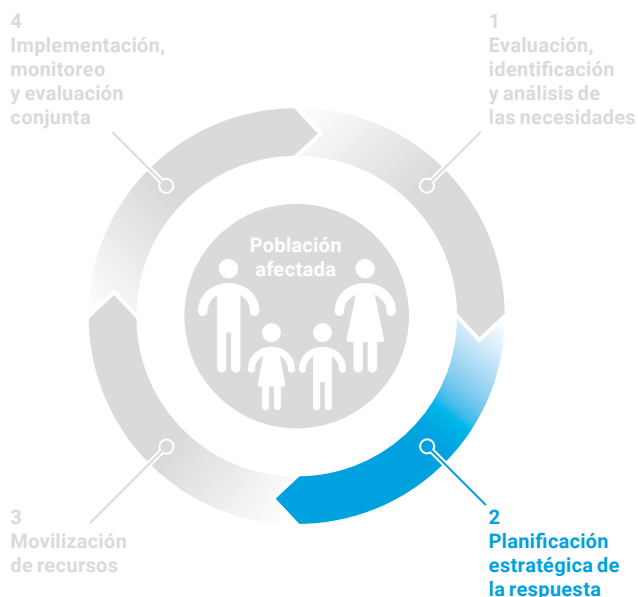 4
Implementación,
monitoreo
y evaluación
conjunta
1
Evaluación,
identificación
y análisis de
las necesidades
Población
afectada
3
Movilización
de recursos
2
Planificación
estratégica de
la respuesta